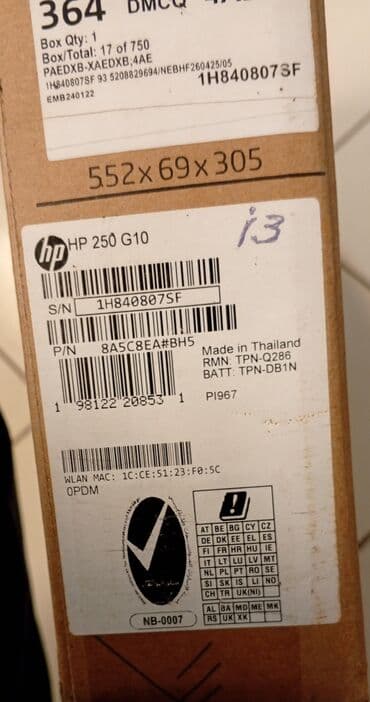 364 DMCQ
Box Qty: 1
Box/Total: 17 of 750
PAEDXB-XAEDXB;4AE
1H840807SF 93 5208829694/NEBHF260425/05
EMB240122
1H840807SF
552x69x305
hp HP 250 G10
i3
S/N 1H840807SF
P/N 8A5C8EA#BH5
Made in Thailand
RMN: TPN-Q286
BATT: TPN-DB1N
1 98122 20853 1
PI967
WLAN MAC: 1C:CE:51:23:F0:5C
0PDM
AT BE BG CY CZ
DE DK EE EL ES
FI FR HR HU IE
IT LT LU LV MT
NL PL PT RO SE
SI SK IS LI NO
CH TR UK(NI)
AL BA MD ME MK
RS UK XK
NB-0007